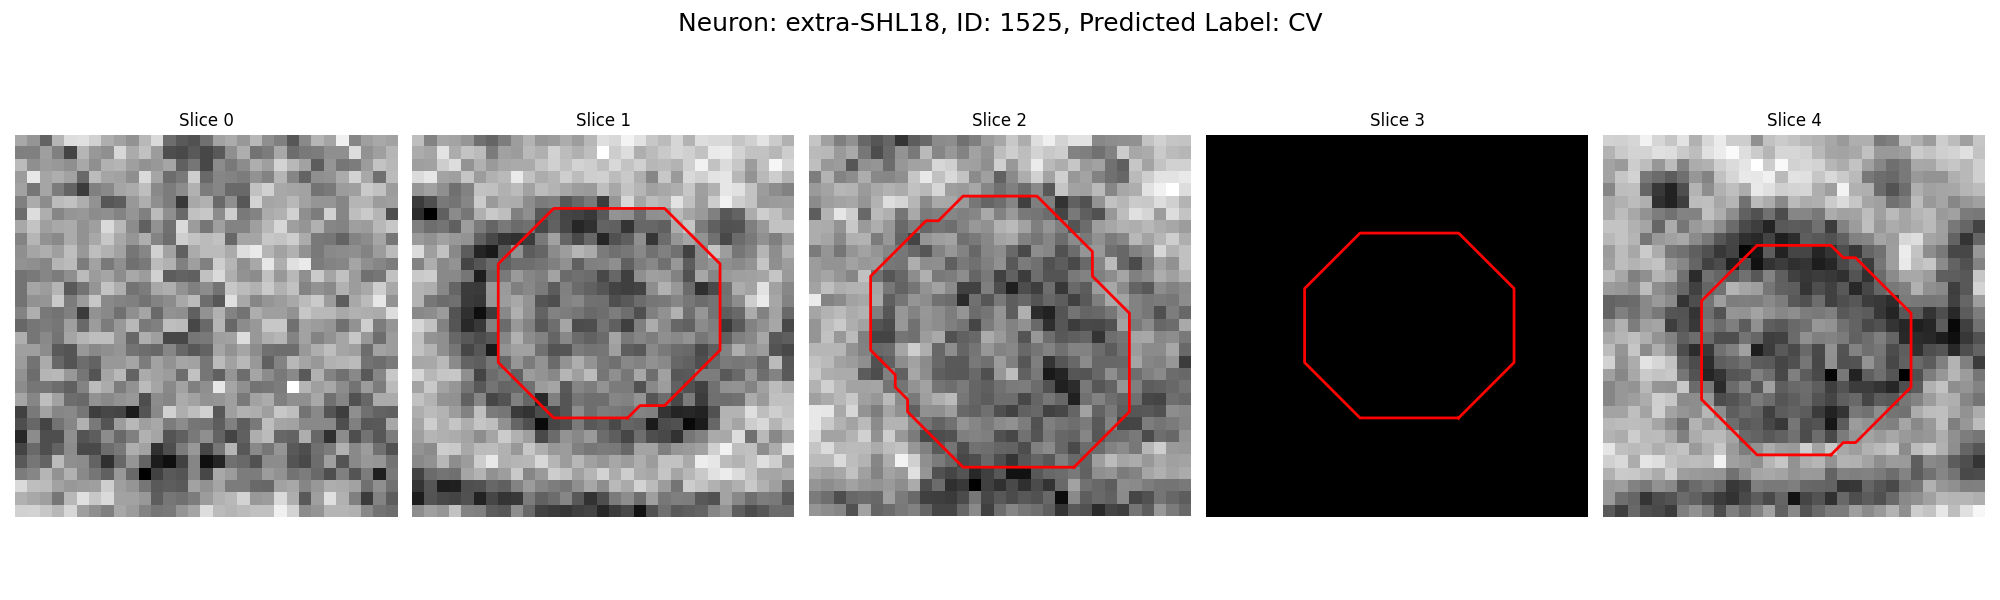 Neuron: extra-SHL18, ID: 1525, Predicted Label: CV
Slice 0
Slice 1
Slice 2
Slice 3
Slice 4